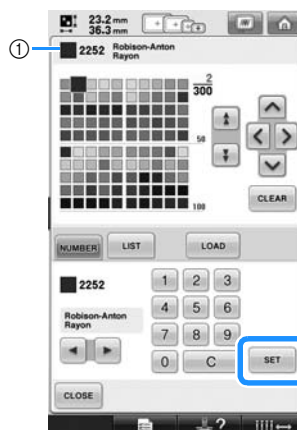 23.2 mm
36.3 mm
①
2252 Robison-Anton Rayon
2
300
50
100
CLEAR
NUMBER LIST LOAD
2252
Robison-Anton
Rayon
1 2 3
4 5 6
7 8 9
0 C
SET
CLOSE
?